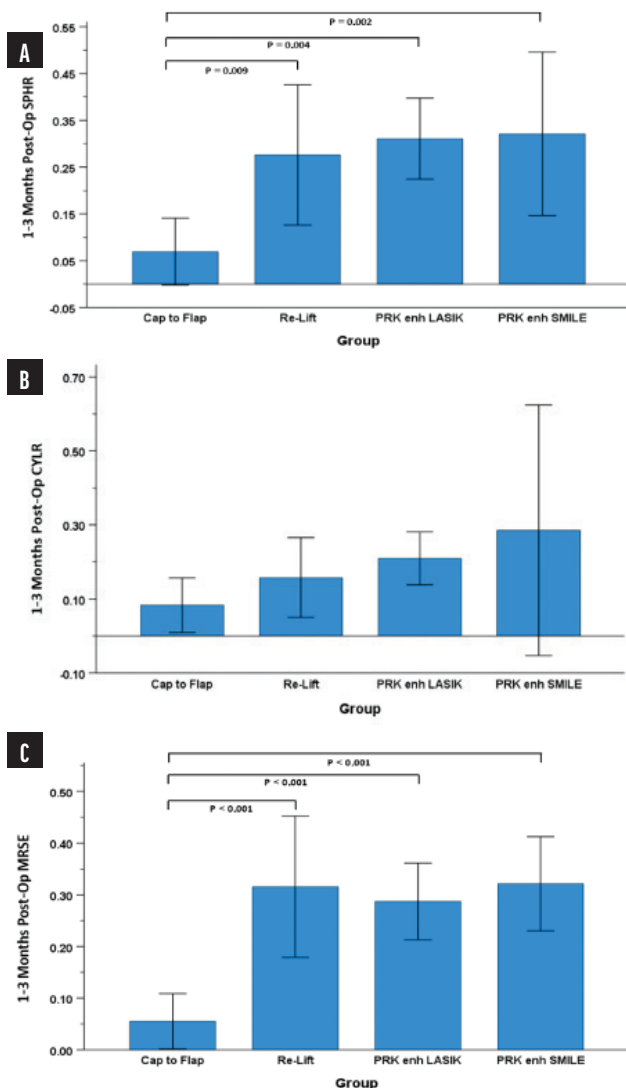 A
P = 0.002
P = 0.004
P = 0.009
1-3 Months Post-Op SPHR
0.55
0.45
0.35
0.25
0.15
0.05
-0.05
Cap to Flap Re-Lift PRK enh LASIK PRK enh SMILE
Group
B
1-3 Months Post-Op CYLR
0.70
0.50
0.30
0.10
-0.10
Cap to Flap Re-Lift PRK enh LASIK PRK enh SMILE
Group
C
P < 0.001
P < 0.001
P < 0.001
1-3 Months Post-Op MRSE
0.50
0.40
0.30
0.20
0.10
0.00
Cap to Flap Re-Lift PRK enh LASIK PRK enh SMILE
Group